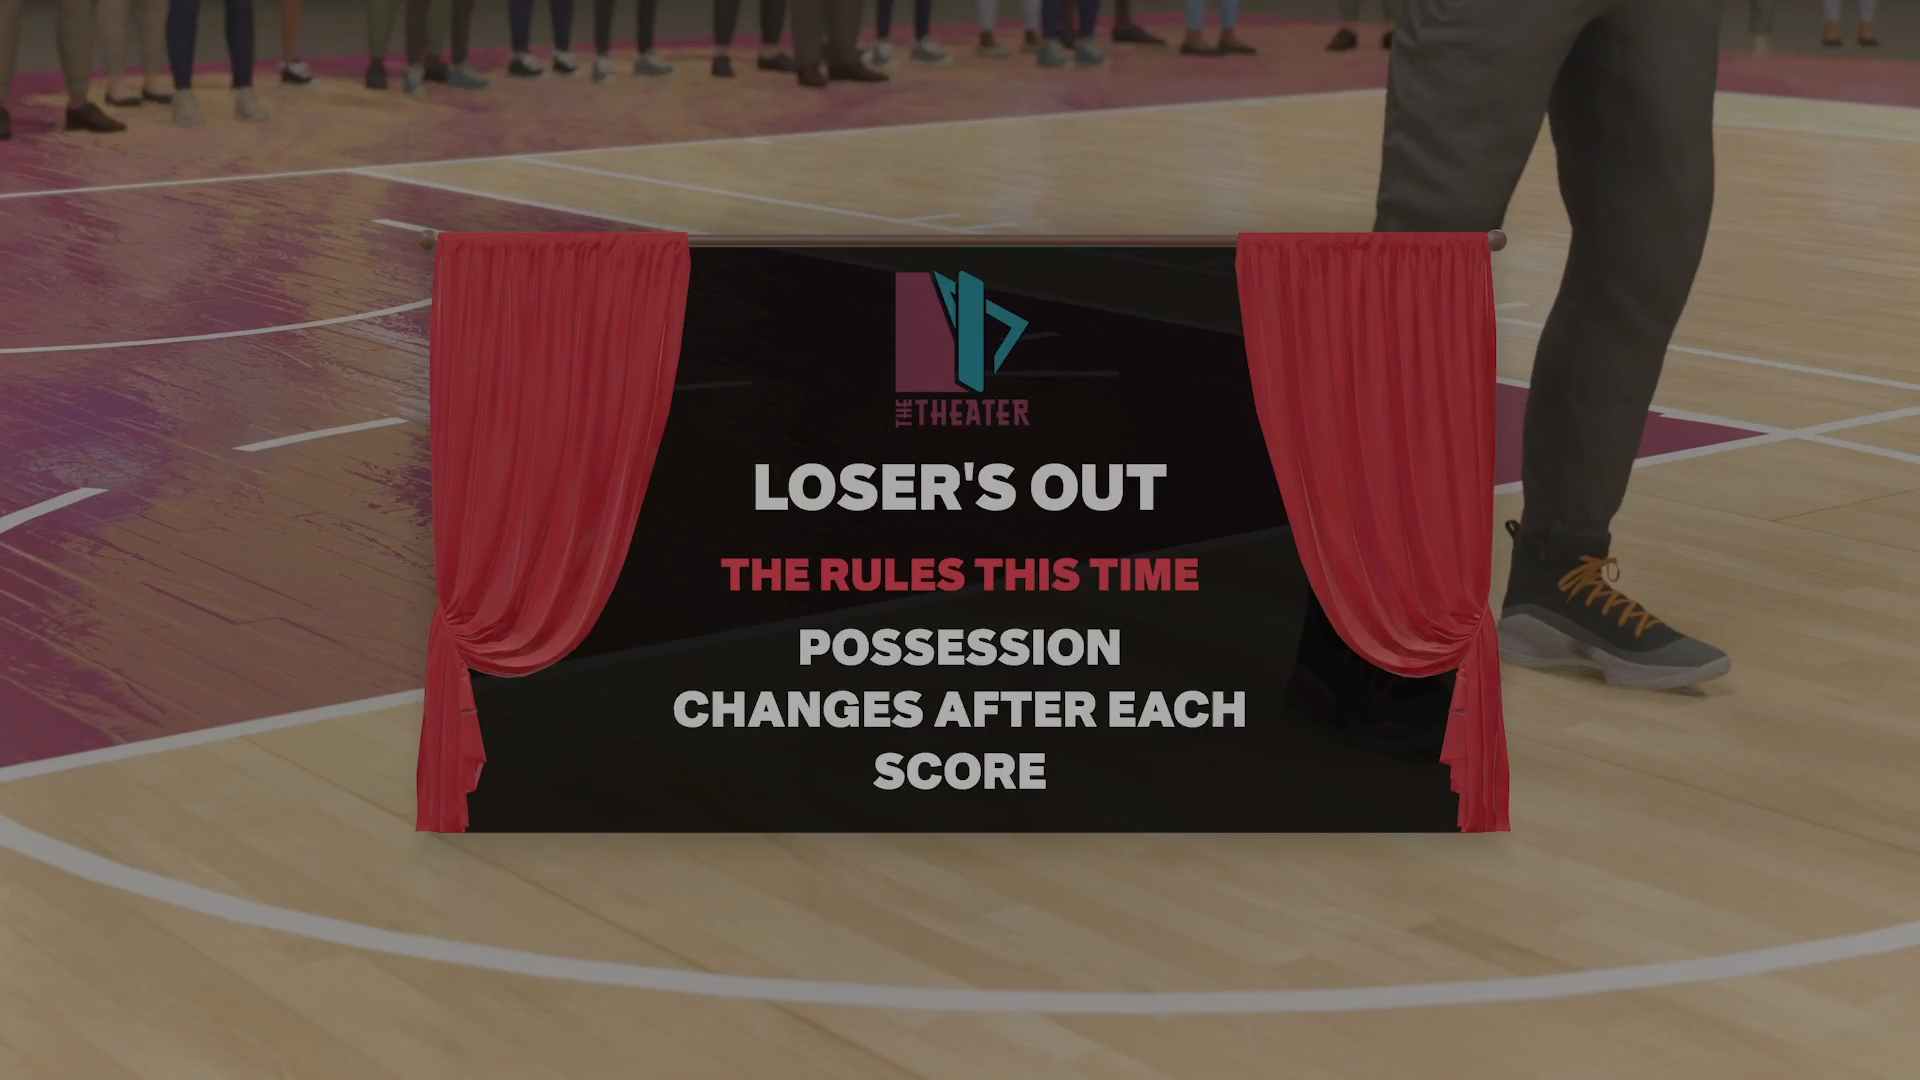 THE THEATER
LOSER'S OUT
THE RULES THIS TIME
POSSESSION
CHANGES AFTER EACH
SCORE